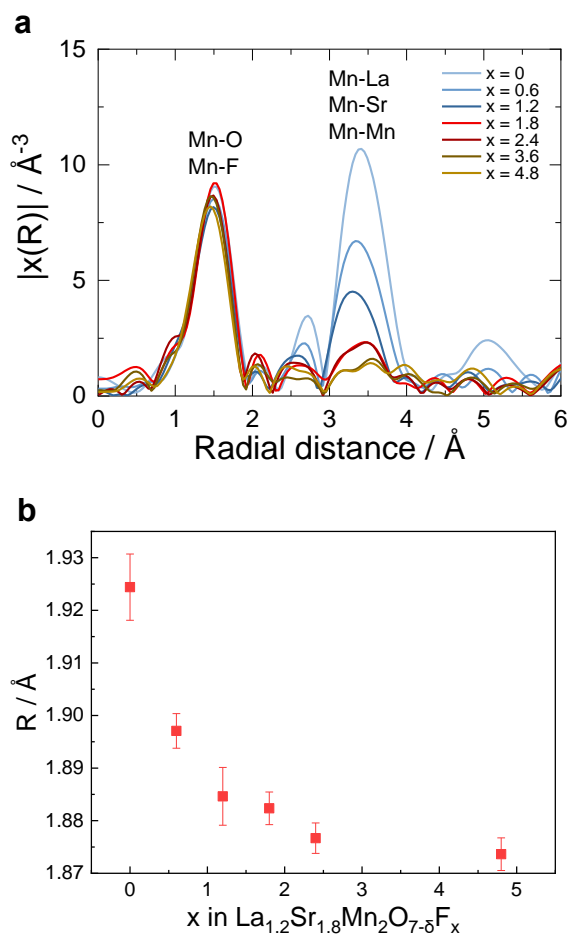 a
15
10
5
0
|x(R)| / Å⁻³
Mn-O
Mn-F
Mn-La
Mn-Sr
Mn-Mn
x = 0
x = 0.6
x = 1.2
x = 1.8
x = 2.4
x = 3.6
x = 4.8
0 1 2 3 4 5 6
Radial distance / Å
b
1.93
1.92
1.91
1.90
1.89
1.88
1.87
R / Å
0 1 2 3 4 5
x in La₁.₂Sr₁.₈Mn₂O₇₋δFₓ